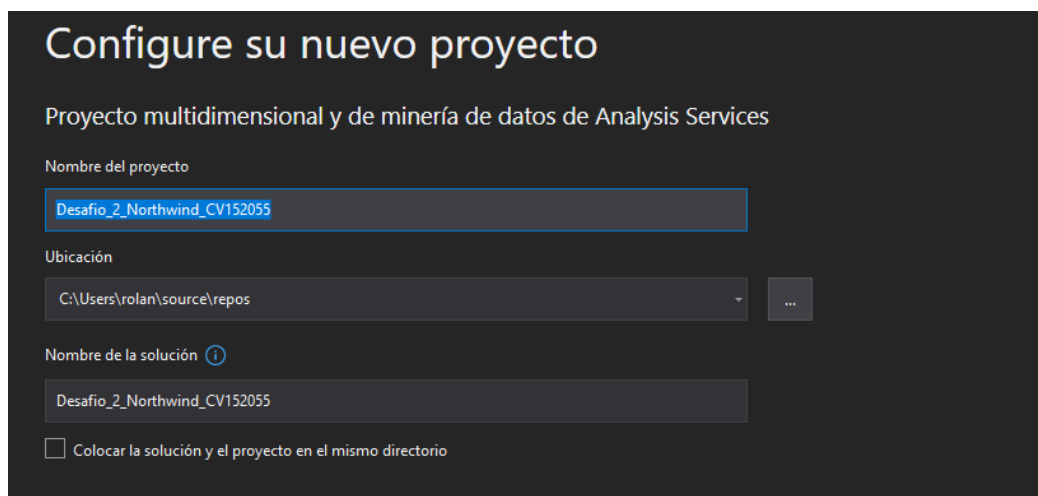 Configure su nuevo proyecto
Proyecto multidimensional y de minería de datos de Analysis Services
Nombre del proyecto
Desafio_2_Northwind_CV152055
Ubicación
C:\Users\rolan\source\repos
...
Nombre de la solución
Desafio_2_Northwind_CV152055
Colocar la solución y el proyecto en el mismo directorio